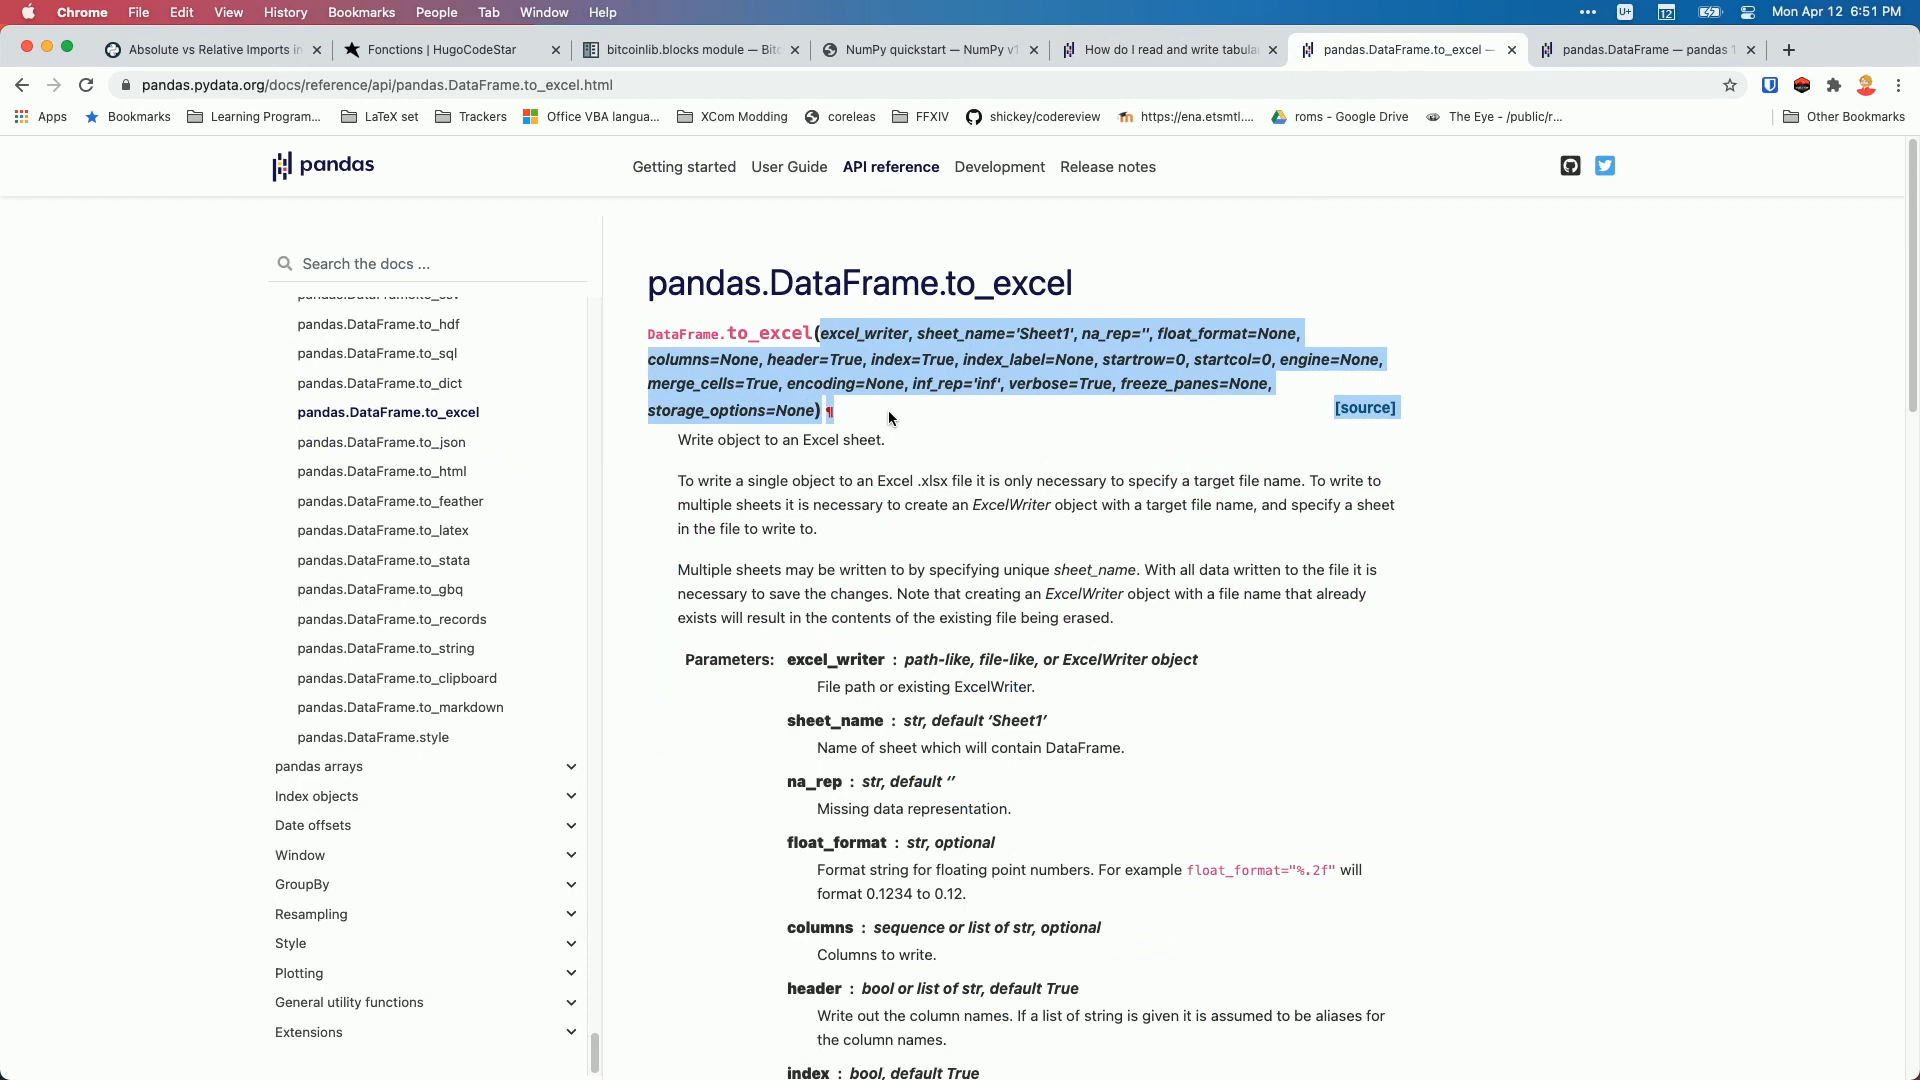 Chrome File Edit View History Bookmarks People Tab Window Help
U+ 12 Mon Apr 12 6:51 PM
Absolute vs Relative Imports in
Fonctions | HugoCodeStar
bitcoinlib.blocks module — Bitc
NumPy quickstart — NumPy v1
How do I read and write tabula
pandas.DataFrame.to_excel —
pandas.DataFrame — pandas 1
pandas.pydata.org/docs/reference/api/pandas.DataFrame.to_excel.html
Apps Bookmarks Learning Program... LaTeX set Trackers Office VBA langua... XCom Modding coreleas FFXIV shickey/codereview https://ena.etsmtl.... roms - Google Drive The Eye - /public/r... Other Bookmarks
pandas
Getting started User Guide API reference Development Release notes
Search the docs ...
pandas.DataFrame.to_csv
pandas.DataFrame.to_hdf
pandas.DataFrame.to_sql
pandas.DataFrame.to_dict
pandas.DataFrame.to_excel
pandas.DataFrame.to_json
pandas.DataFrame.to_html
pandas.DataFrame.to_feather
pandas.DataFrame.to_latex
pandas.DataFrame.to_stata
pandas.DataFrame.to_gbq
pandas.DataFrame.to_records
pandas.DataFrame.to_string
pandas.DataFrame.to_clipboard
pandas.DataFrame.to_markdown
pandas.DataFrame.style
pandas arrays
Index objects
Date offsets
Window
GroupBy
Resampling
Style
Plotting
General utility functions
Extensions
pandas.DataFrame.to_excel
DataFrame.to_excel(excel_writer, sheet_name='Sheet1', na_rep='', float_format=None,
columns=None, header=True, index=True, index_label=None, startrow=0, startcol=0, engine=None,
merge_cells=True, encoding=None, inf_rep='inf', verbose=True, freeze_panes=None,
storage_options=None) ¶ [source]
Write object to an Excel sheet.
To write a single object to an Excel .xlsx file it is only necessary to specify a target file name. To write to
multiple sheets it is necessary to create an ExcelWriter object with a target file name, and specify a sheet
in the file to write to.
Multiple sheets may be written to by specifying unique sheet_name. With all data written to the file it is
necessary to save the changes. Note that creating an ExcelWriter object with a file name that already
exists will result in the contents of the existing file being erased.
Parameters: excel_writer : path-like, file-like, or ExcelWriter object
File path or existing ExcelWriter.
sheet_name : str, default ‘Sheet1’
Name of sheet which will contain DataFrame.
na_rep : str, default ‘’
Missing data representation.
float_format : str, optional
Format string for floating point numbers. For example float_format="%.2f" will
format 0.1234 to 0.12.
columns : sequence or list of str, optional
Columns to write.
header : bool or list of str, default True
Write out the column names. If a list of string is given it is assumed to be aliases for
the column names.
index : bool, default True